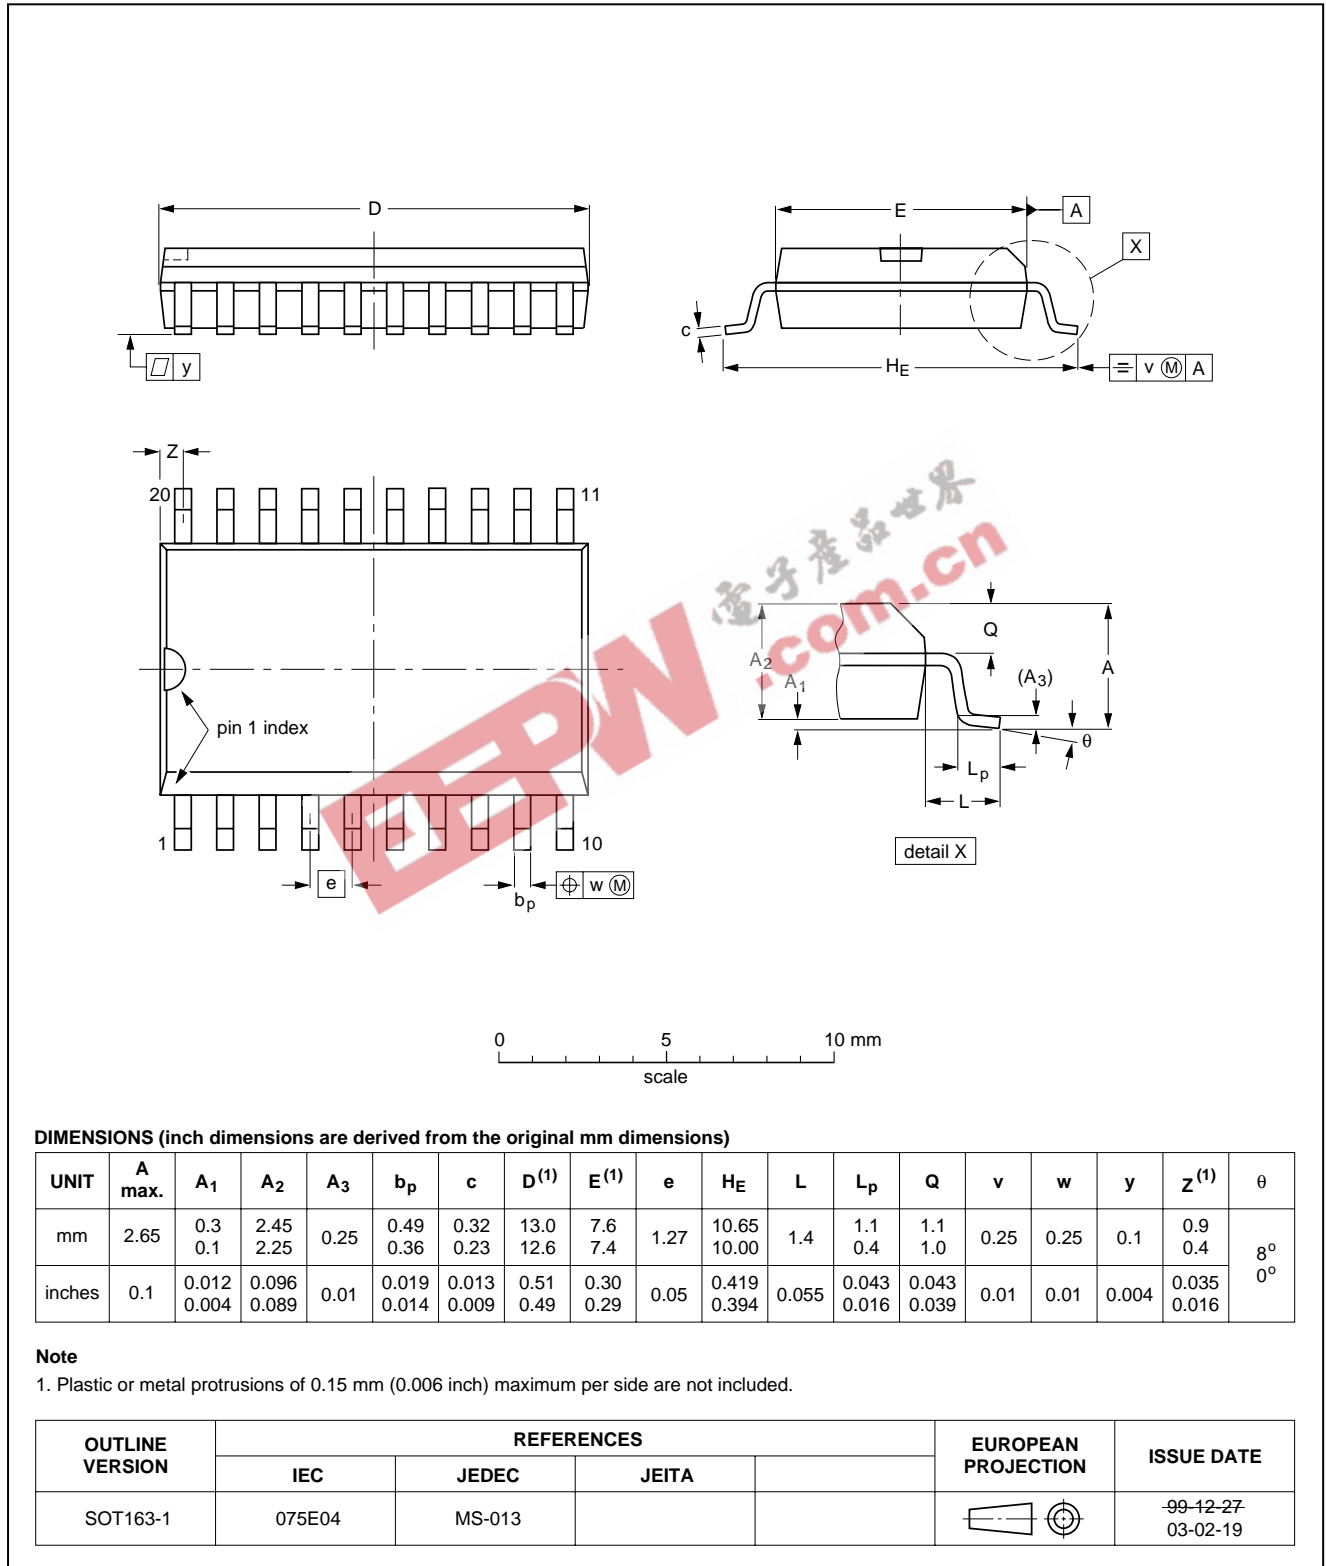 D
E
A
X
c
y
HE
v M A
Z
20
11
電子產品世界
.com.cn
EEPW
Q
A2
A1
(A3)
A
pin 1 index
θ
Lp
L
1
10
detail X
e
w M
bp
0 5 10 mm
scale
DIMENSIONS (inch dimensions are derived from the original mm dimensions)
UNIT A max. A1 A2 A3 bp c D(1) E(1) e HE L Lp Q v w y Z(1) θ
mm 2.65 0.3 0.1 2.45 2.25 0.25 0.49 0.36 0.32 0.23 13.0 12.6 7.6 7.4 1.27 10.65 10.00 1.4 1.1 0.4 1.1 1.0 0.25 0.25 0.1 0.9 0.4 8o 0o
inches 0.1 0.012 0.004 0.096 0.089 0.01 0.019 0.014 0.013 0.009 0.51 0.49 0.30 0.29 0.05 0.419 0.394 0.055 0.043 0.016 0.043 0.039 0.01 0.01 0.004 0.035 0.016
Note
1. Plastic or metal protrusions of 0.15 mm (0.006 inch) maximum per side are not included.
OUTLINE VERSION REFERENCES EUROPEAN PROJECTION ISSUE DATE
IEC JEDEC JEITA
SOT163-1 075E04 MS-013 99-12-27
03-02-19